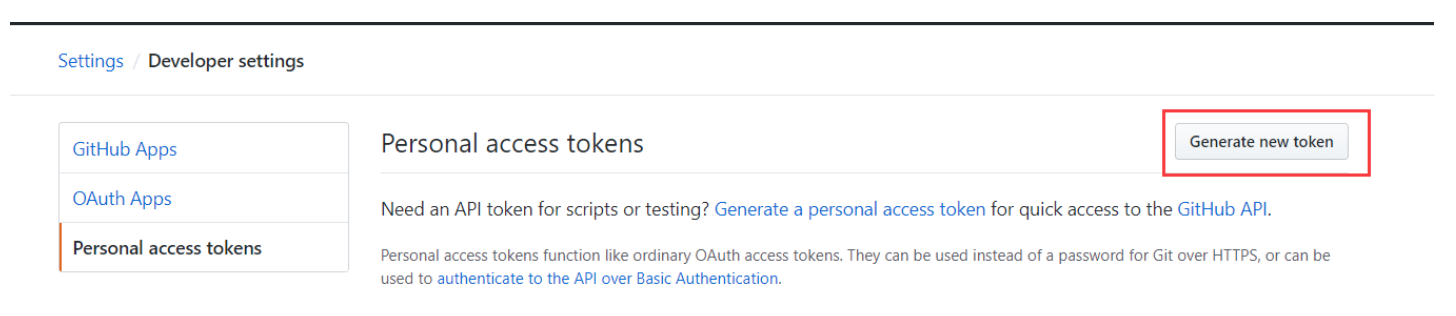 Settings / Developer settings
GitHub Apps
OAuth Apps
Personal access tokens
Personal access tokens
Generate new token
Need an API token for scripts or testing? Generate a personal access token for quick access to the GitHub API.
Personal access tokens function like ordinary OAuth access tokens. They can be used instead of a password for Git over HTTPS, or can be
used to authenticate to the API over Basic Authentication.